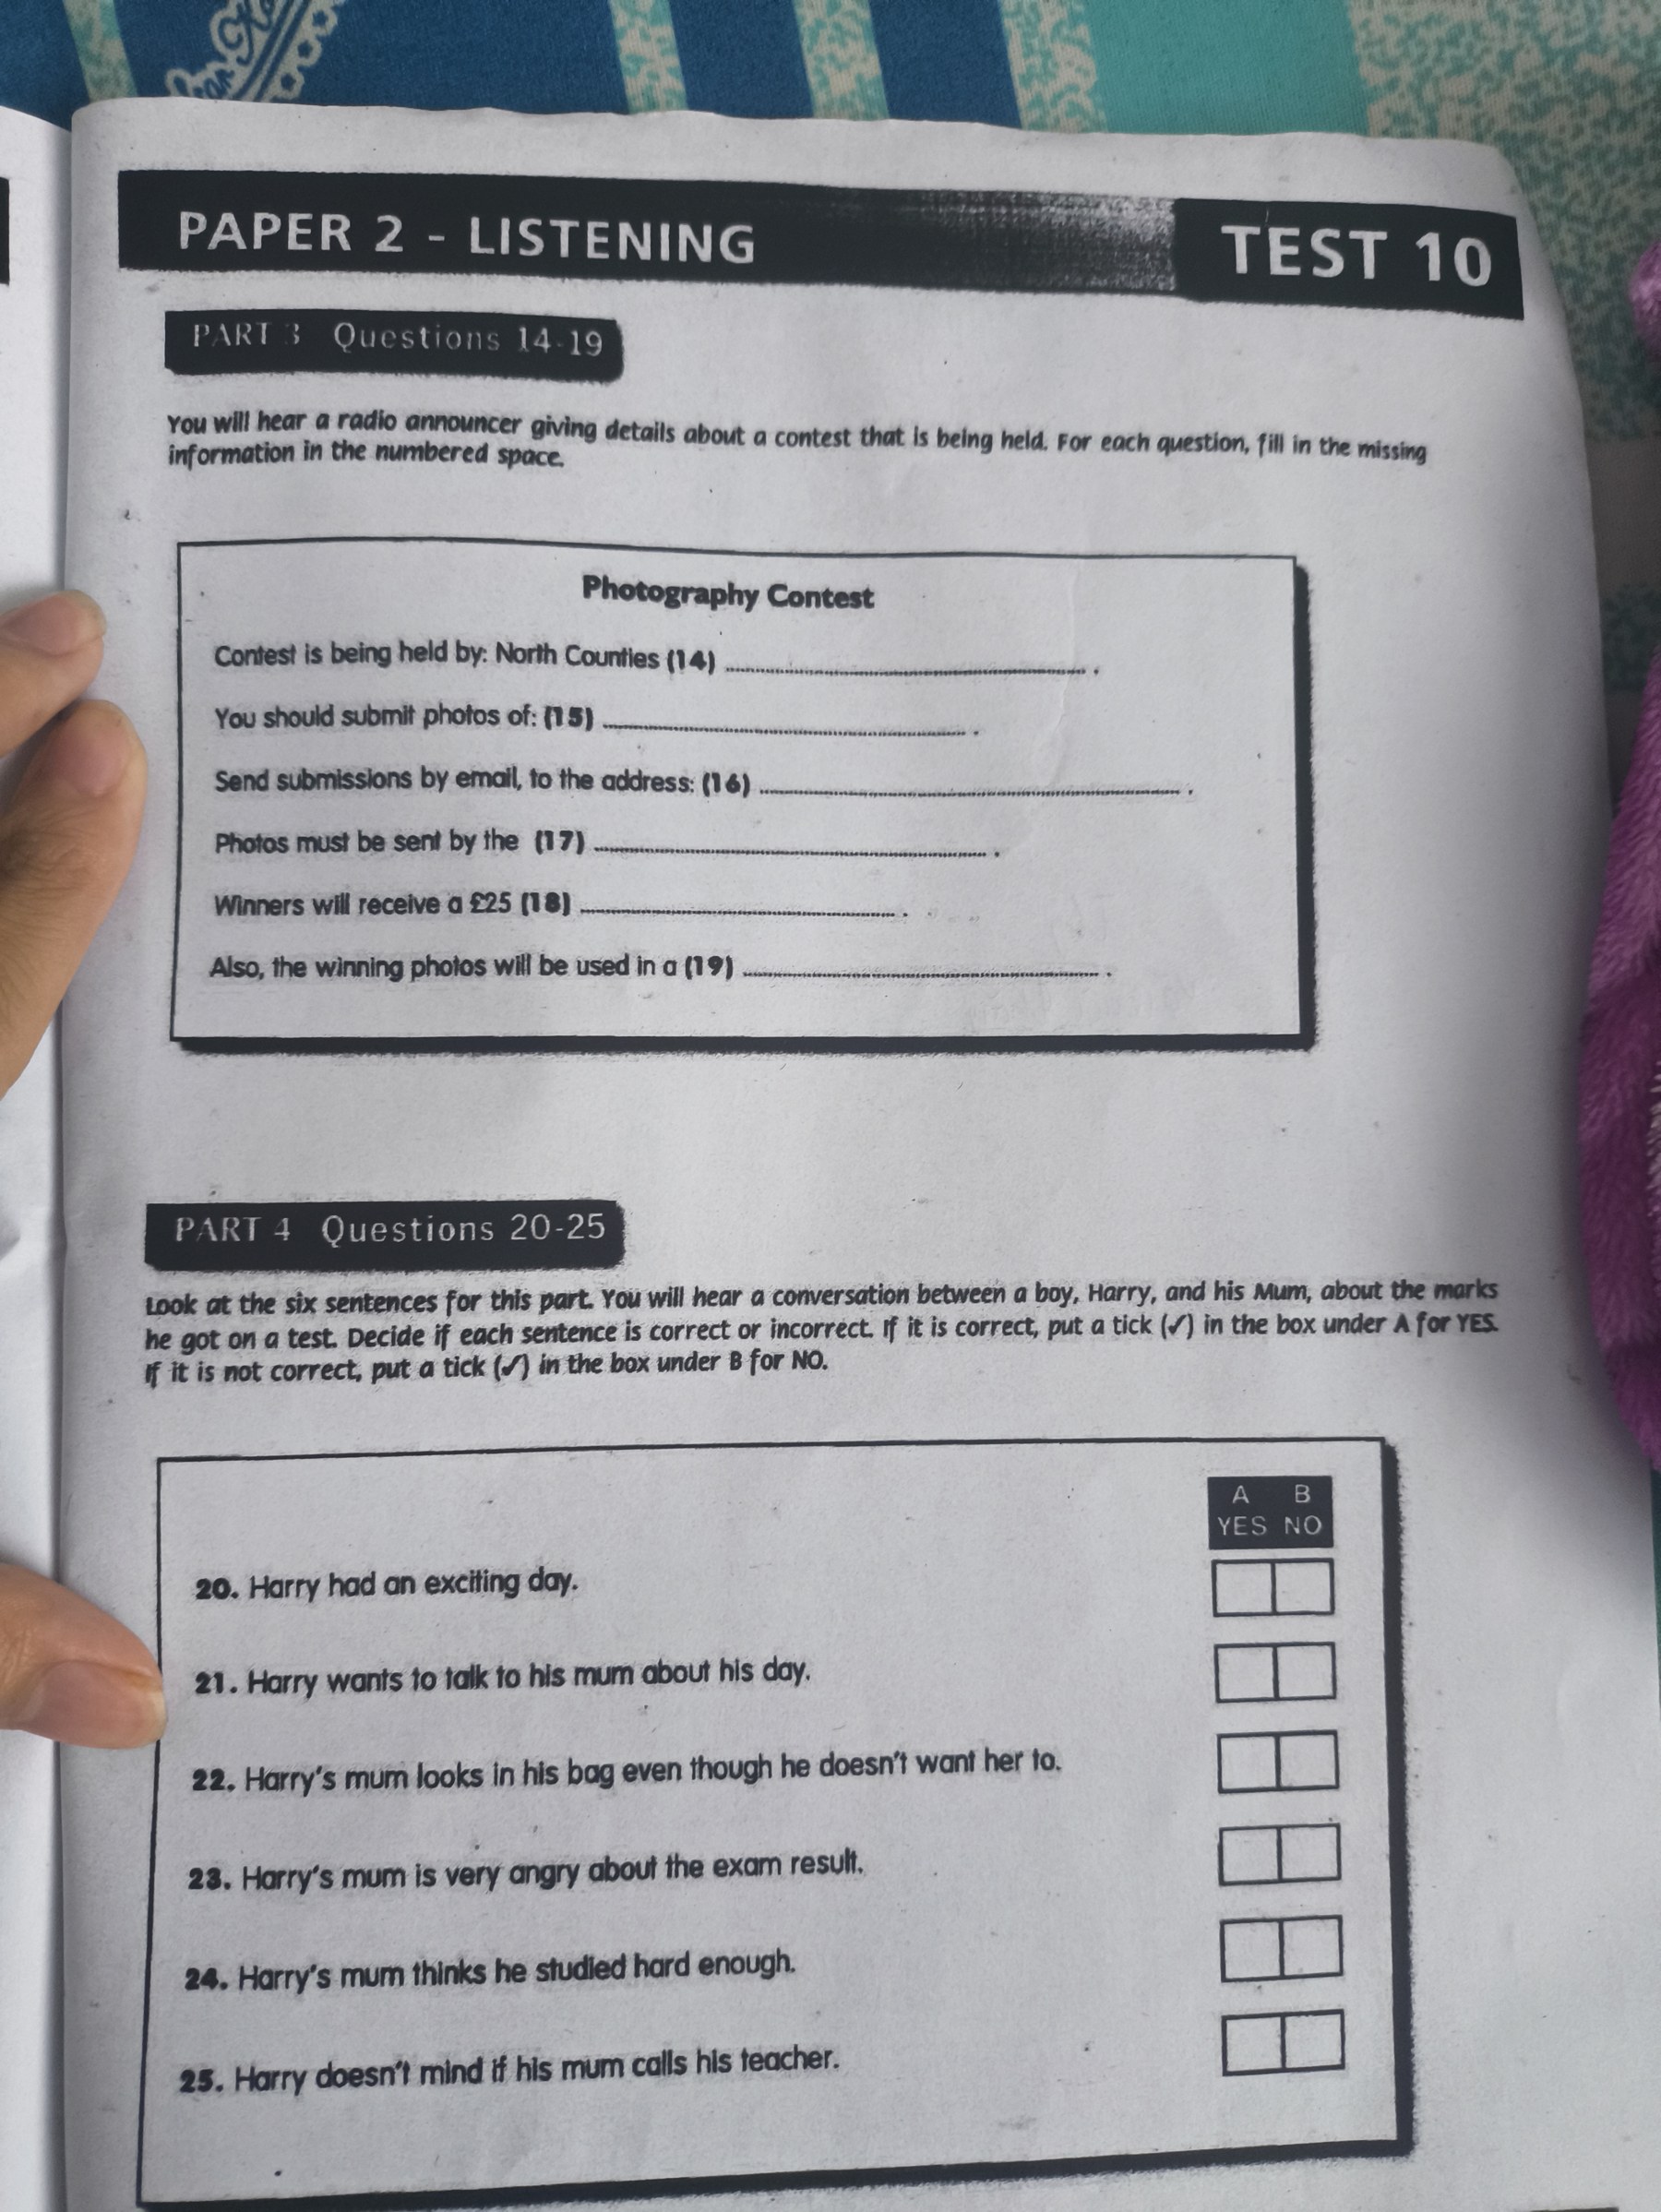 PAPER 2 - LISTENING
TEST 10
PART 3 Questions 14-19
You will hear a radio announcer giving details about a contest that is being held. For each question, fill in the missing
information in the numbered space.
Photography Contest
Contest is being held by: North Counties (14) .
You should submit photos of: (15) .
Send submissions by email, to the address: (16) .
Photos must be sent by the (17) .
Winners will receive a £25 (18) .
Also, the winning photos will be used in a (19) .
PART 4 Questions 20-25
Look at the six sentences for this part. You will hear a conversation between a boy, Harry, and his Mum, about the marks
he got on a test. Decide if each sentence is correct or incorrect. If it is correct, put a tick (✓) in the box under A for YES.
If it is not correct, put a tick (✓) in the box under B for NO.
A B
YES NO
20. Harry had an exciting day.
21. Harry wants to talk to his mum about his day.
22. Harry's mum looks in his bag even though he doesn't want her to.
23. Harry's mum is very angry about the exam result.
24. Harry's mum thinks he studied hard enough.
25. Harry doesn't mind if his mum calls his teacher.